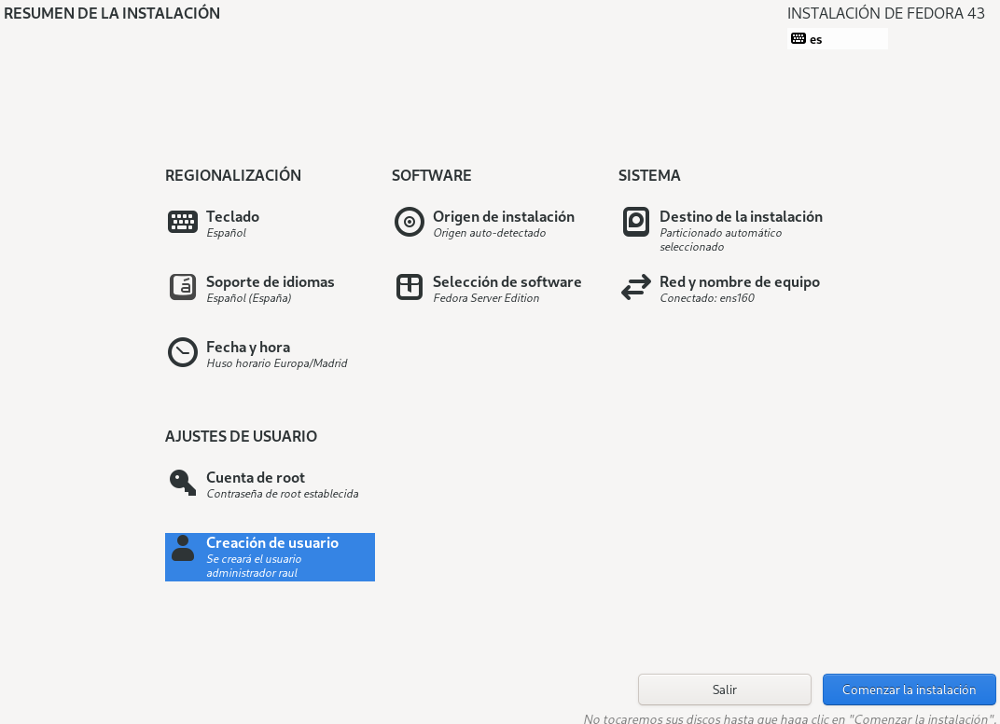 RESUMEN DE LA INSTALACIÓN
INSTALACIÓN DE FEDORA 43
es
REGIONALIZACIÓN
Teclado
Español
Soporte de idiomas
Español (España)
Fecha y hora
Huso horario Europa/Madrid
SOFTWARE
Origen de instalación
Origen auto-detectado
Selección de software
Fedora Server Edition
SISTEMA
Destino de la instalación
Particionado automático
seleccionado
Red y nombre de equipo
Conectado: ens160
AJUSTES DE USUARIO
Cuenta de root
Contraseña de root establecida
Creación de usuario
Se creará el usuario
administrador raul
Salir
Comenzar la instalación
No tocaremos sus discos hasta que haga clic en "Comenzar la instalación".